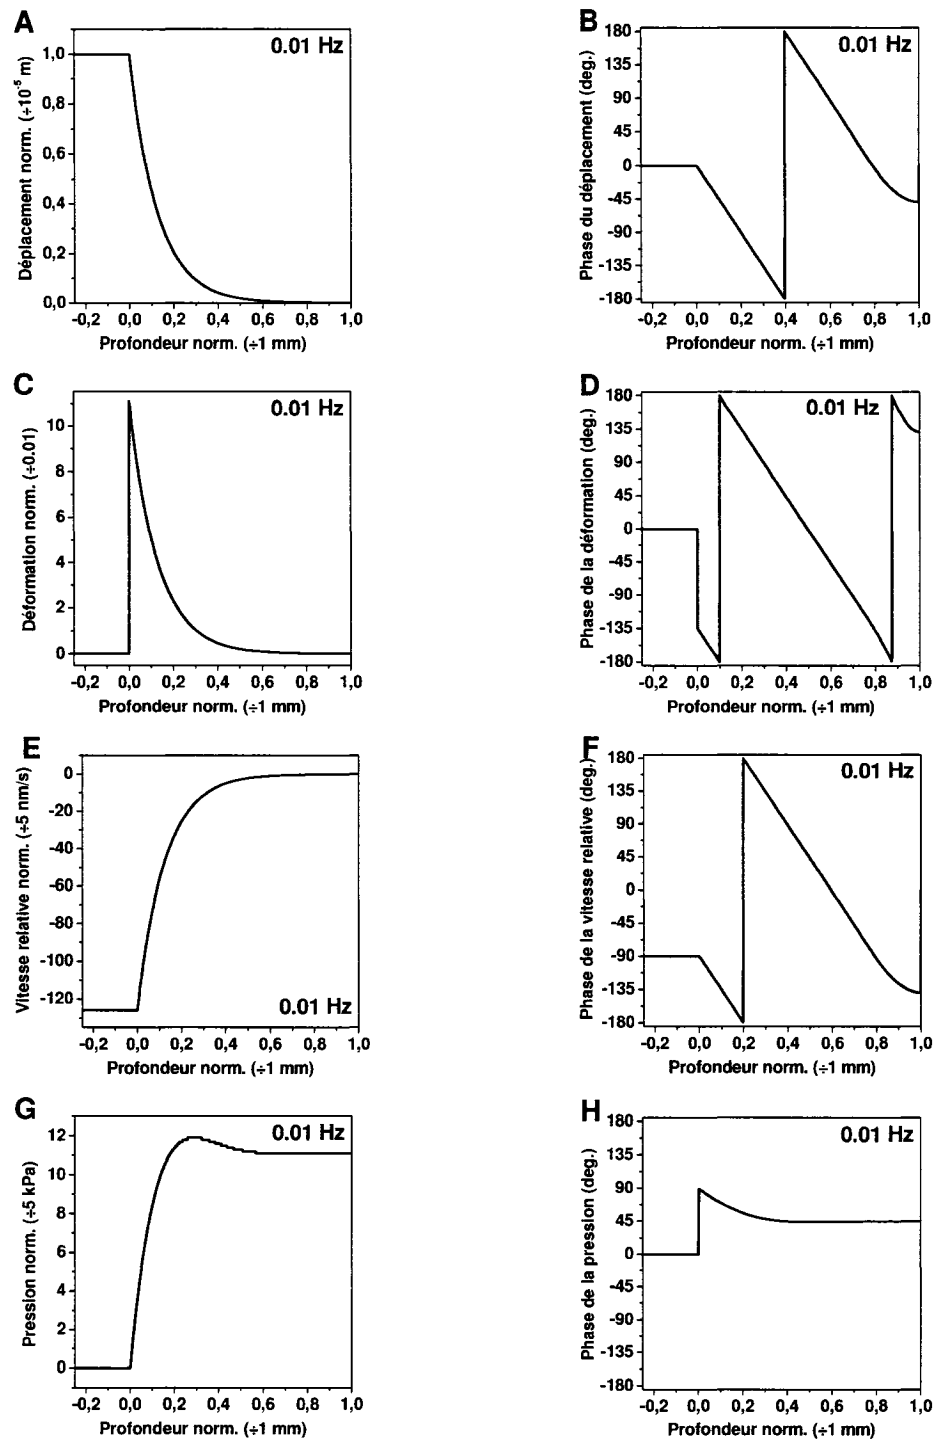 A
0.01 Hz
Déplacement norm. (÷10⁻⁵ m)
1,0
0,8
0,6
0,4
0,2
0,0
-0,2 0,0 0,2 0,4 0,6 0,8 1,0
Profondeur norm. (÷1 mm)
B
0.01 Hz
Phase du déplacement (deg.)
180
135
90
45
0
-45
-90
-135
-180
-0,2 0,0 0,2 0,4 0,6 0,8 1,0
Profondeur norm. (÷1 mm)
C
0.01 Hz
Déformation norm. (÷0.01)
10
8
6
4
2
0
-0,2 0,0 0,2 0,4 0,6 0,8 1,0
Profondeur norm. (÷1 mm)
D
0.01 Hz
Phase de la déformation (deg.)
180
135
90
45
0
-45
-90
-135
-180
-0,2 0,0 0,2 0,4 0,6 0,8 1,0
Profondeur norm. (÷1 mm)
E
0.01 Hz
Vitesse relative norm. (÷5 nm/s)
0
-20
-40
-60
-80
-100
-120
-0,2 0,0 0,2 0,4 0,6 0,8 1,0
Profondeur norm. (÷1 mm)
F
0.01 Hz
Phase de la vitesse relative (deg.)
180
135
90
45
0
-45
-90
-135
-180
-0,2 0,0 0,2 0,4 0,6 0,8 1,0
Profondeur norm. (÷1 mm)
G
0.01 Hz
Pression norm. (÷5 kPa)
12
10
8
6
4
2
0
-0,2 0,0 0,2 0,4 0,6 0,8 1,0
Profondeur norm. (÷1 mm)
H
0.01 Hz
Phase de la pression (deg.)
180
135
90
45
0
-45
-90
-135
-180
-0,2 0,0 0,2 0,4 0,6 0,8 1,0
Profondeur norm. (÷1 mm)